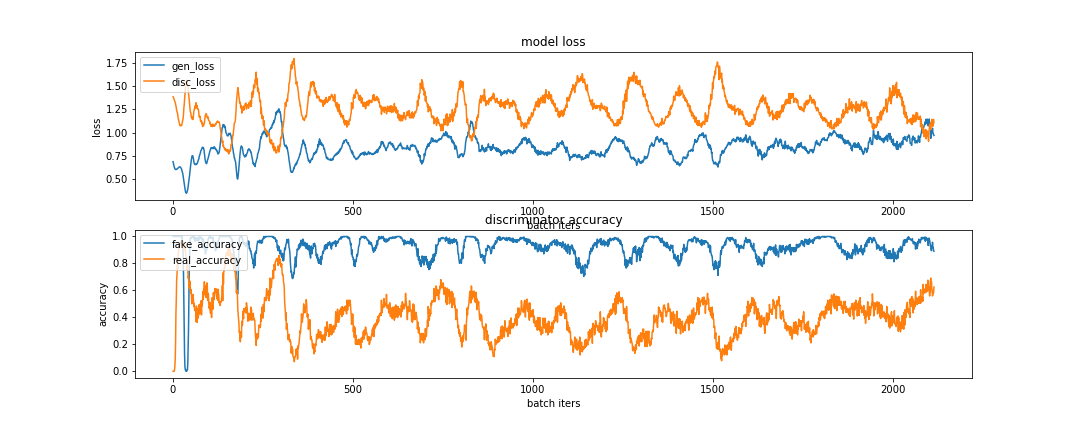 model loss
gen_loss
disc_loss
1.75
1.50
1.25
1.00
0.75
0.50
loss
0
500
1000
1500
2000
batch iters
discriminator accuracy
fake_accuracy
real_accuracy
1.0
0.8
0.6
0.4
0.2
0.0
accuracy
0
500
1000
1500
2000
batch iters